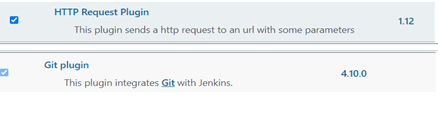 HTTP Request Plugin
1.12
This plugin sends a http request to an url with some parameters
Git plugin
4.10.0
This plugin integrates Git with Jenkins.